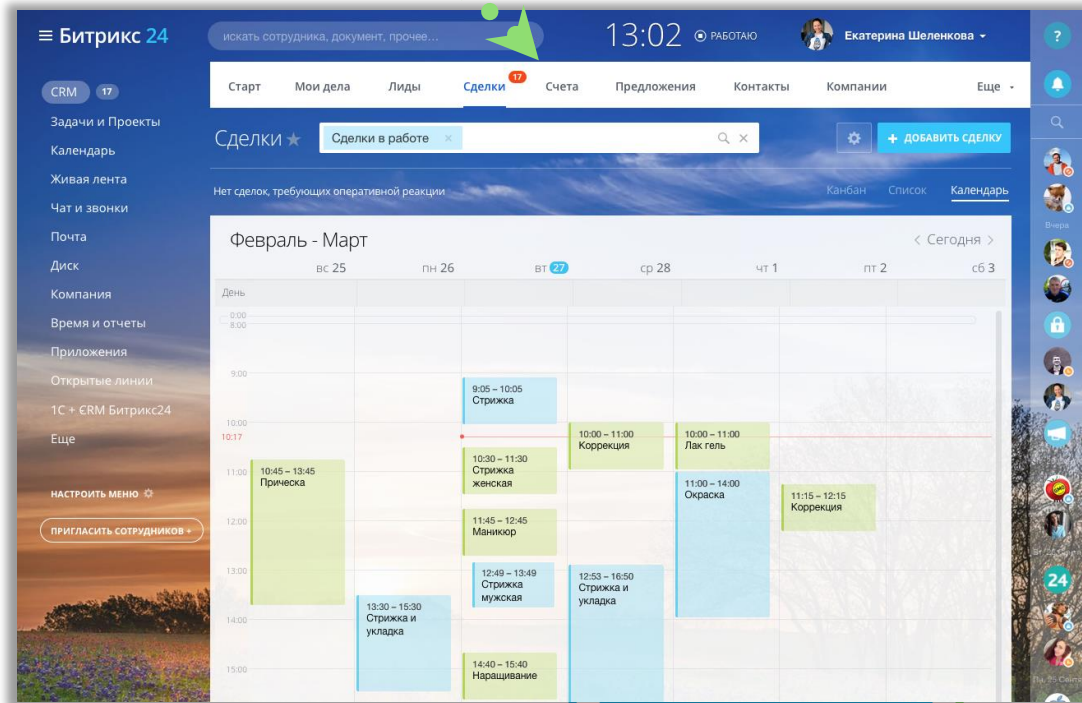 Битрикс 24
искать сотрудника, документ, прочее...
13:02
РАБОТАЮ
Екатерина Шеленкова
?
CRM 17
Задачи и Проекты
Календарь
Живая лента
Чат и звонки
Почта
Диск
Компания
Время и отчеты
Приложения
Открытые линии
1С + CRM Битрикс24
Еще
НАСТРОИТЬ МЕНЮ
ПРИГЛАСИТЬ СОТРУДНИКОВ +
Старт Мои дела Лиды Сделки 17 Счета Предложения Контакты Компании Еще
Сделки
Сделки в работе ×
+ ДОБАВИТЬ СДЕЛКУ
Нет сделок, требующих оперативной реакции
Канбан Список Календарь
Февраль - Март
< Сегодня >
вс 25 пн 26 вт 27 ср 28 чт 1 пт 2 сб 3
День
0:00
8:00
9:00
10:00
10:17
11:00
12:00
13:00
14:00
15:00
10:45 – 13:45
Прическа
13:30 – 15:30
Стрижка и
укладка
9:05 – 10:05
Стрижка
10:30 – 11:30
Стрижка
женская
11:45 – 12:45
Маникюр
12:49 – 13:49
Стрижка
мужская
14:40 – 15:40
Наращивание
10:00 – 11:00
Коррекция
12:53 – 16:50
Стрижка и
укладка
10:00 – 11:00
Лак гель
11:00 – 14:00
Окраска
11:15 – 12:15
Коррекция
Вчера
24